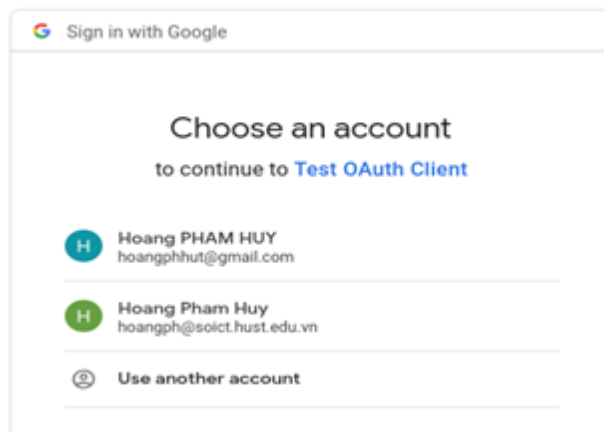 Sign in with Google
Choose an account
to continue to Test OAuth Client
H
Hoang PHAM HUY
hoangphhut@gmail.com
H
Hoang Pham Huy
hoangph@soict.hust.edu.vn
Use another account